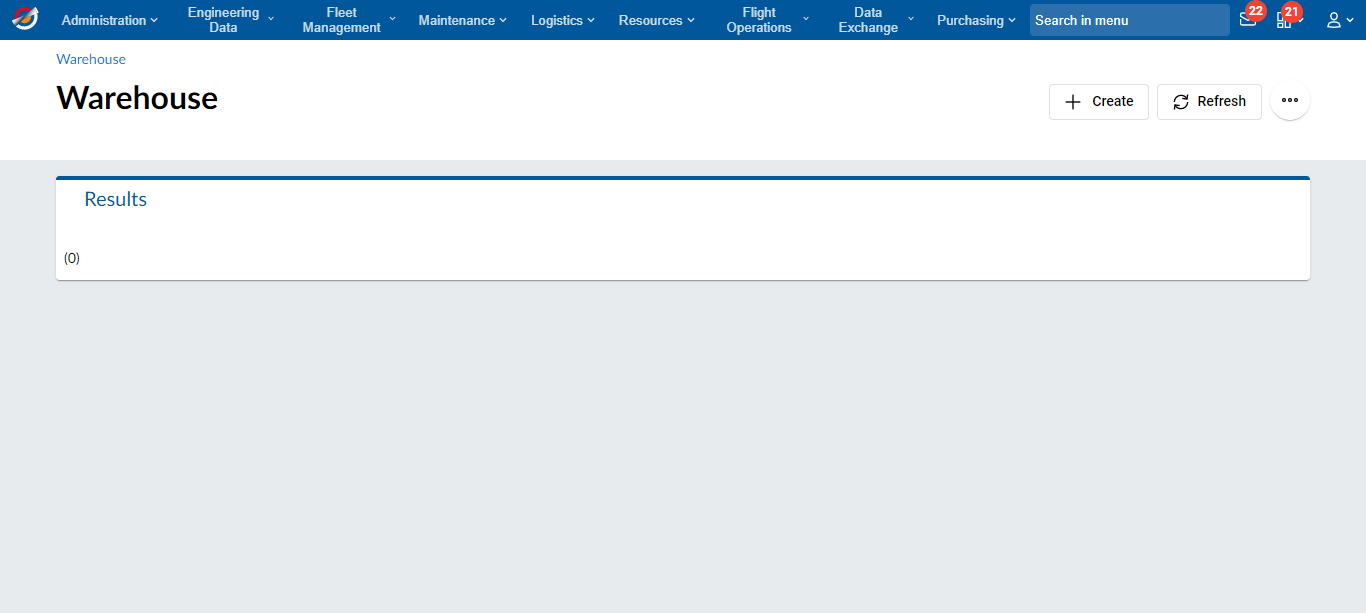 Administration
Engineering
Data
Fleet
Management
Maintenance
Logistics
Resources
Flight
Operations
Data
Exchange
Purchasing
Search in menu
22
21
Warehouse
Warehouse
Create
Refresh
Results
(0)